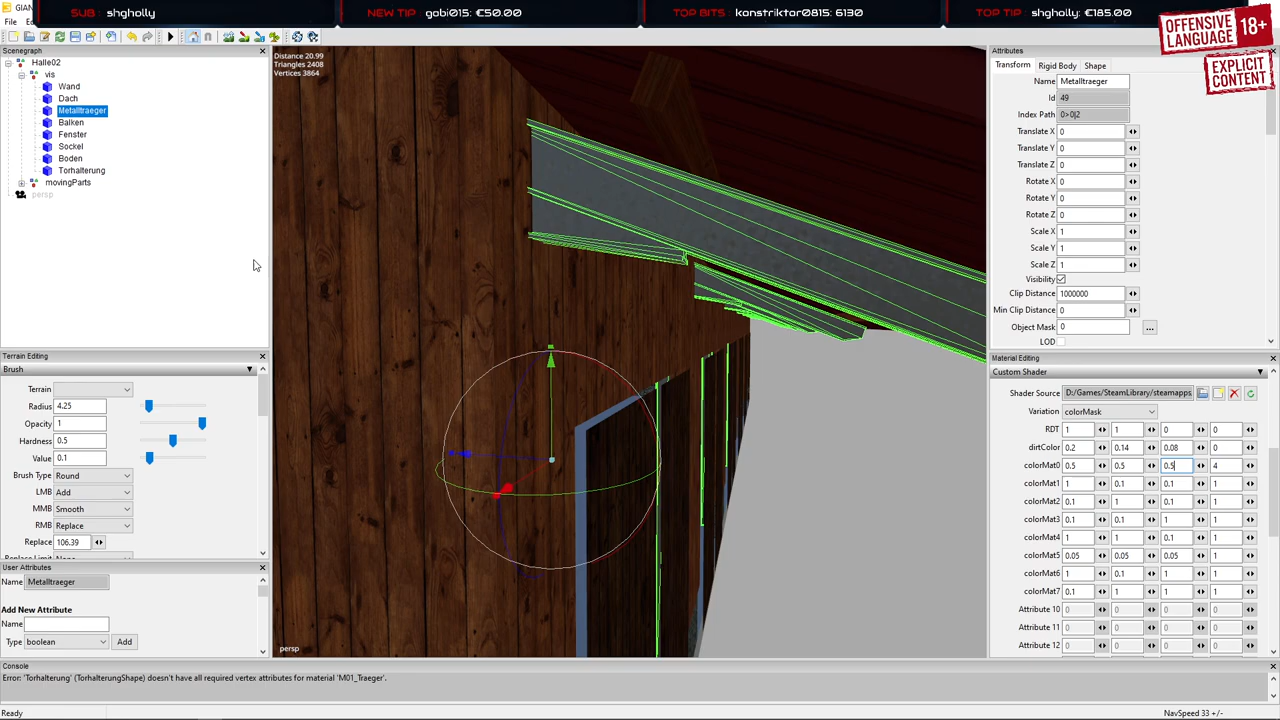 GIAN
SUB shgholly NEW TIP gobi015: €50.00 TOP BITS konstriktor0815: 6130 TOP TIP shgholly: €110.00
OFFENSIVE
LANGUAGE 18+
EXPLICIT
CONTENT
File
Scenegraph
Halle02
vis
Wand
Dach
Metalltraeger
Balken
Fenster
Sockel
Boden
Torhalterung
movingParts
persp
Distance 20.99
Triangles 2408
Vertices 3864
persp
Attributes
Transform Rigid Body Shape
Name Metalltraeger
Id 49
Index Path 0>0|2
Translate X 0
Translate Y 0
Translate Z 0
Rotate X 0
Rotate Y 0
Rotate Z 0
Scale X 1
Scale Y 1
Scale Z 1
Visibility
Clip Distance 1000000
Min Clip Distance 0
Object Mask 0 ...
LOD
Terrain Editing
Brush
Terrain
Radius 4.25
Opacity 1
Hardness 0.5
Value 0.1
Brush Type Round
LMB Add
MMB Smooth
RMB Replace
Replace 106.39
Replace Limit
User Attributes
Name Metalltraeger
Add New Attribute
Name
Type boolean Add
Material Editing
Custom Shader
Shader Source D:/Games/SteamLibrary/steamapps
Variation colorMask
RDT 1 1 0 0
dirtColor 0.2 0.14 0.08 0
colorMat0 0.5 0.5 0.5 4
colorMat1 1 0.1 0.1 1
colorMat2 0.1 1 0.1 1
colorMat3 0.1 0.1 1 1
colorMat4 1 1 0.1 1
colorMat5 0.05 0.05 0.05 1
colorMat6 1 0.1 1 1
colorMat7 0.1 1 1 1
Attribute 10 0 0 0 0
Attribute 11 0 0 0 0
Attribute 12 0 0 0 0
Console
Error: 'Torhalterung' (TorhalterungShape) doesn't have all required vertex attributes for material 'M01_Traeger'.
Ready NavSpeed 33 +/-